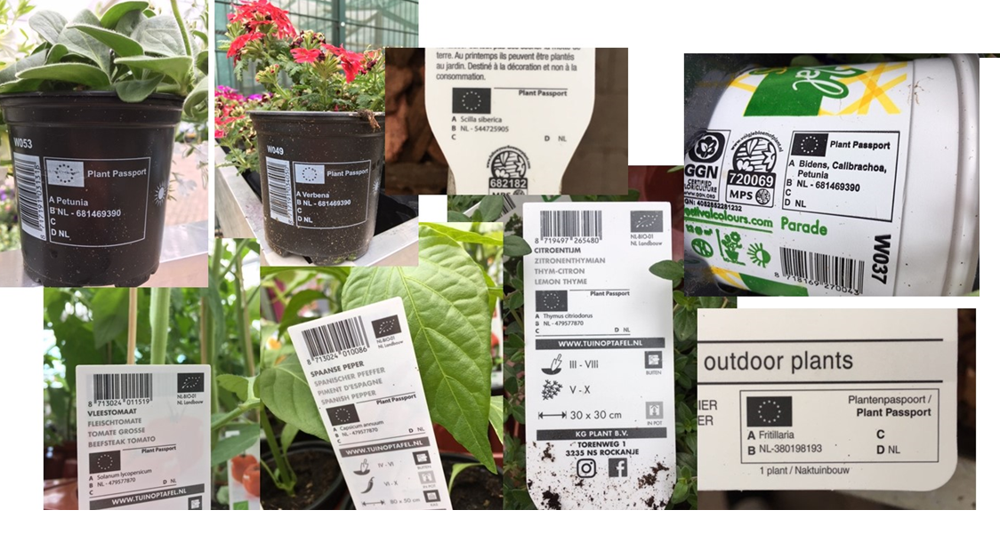 W053
Plant Passport
A Petunia
B NL - 681469390
C
D NL
W049
Plant Passport
A Verbena
B NL - 681469390
C
D NL
terre. Au printemps ils peuvent être plantés
au jardin. Destiné à la décoration et non à la
consommation.
Plant Passport
A Scilla siberica
B NL - 544725905
C D NL
682182
MPS
GGN
CERTIFIED
720069
MPS
Plant Passport
A Bidens, Calibrachoa,
Petunia
B NL - 681469390
C
D NL
Parade
8 718169 270043
W037
8 713024 011519
NL-BIO-01
NL Landbouw
VLEESTOMAAT
FLEISCHTOMATE
TOMATE GROSSE
BEEFSTEAK TOMATO
Plant Passport
A Solanum lycopersicum
B NL - 479577870
C D NL
WWW.TUINOPTAFEL.NL
8 713024 010086
NL-BIO-01
NL Landbouw
SPAANSE PEPER
SPANISCHER PFEFFER
PIMENT D'ESPAGNE
SPANISH PEPPER
Plant Passport
A Capsicum annuum
B NL - 479577870
C D NL
WWW.TUINOPTAFEL.NL
IV - VI
BUITEN
VI - X
IN POT
80 x 50 cm
8 719497 265480
NL-BIO-01
NL Landbouw
CITROENTIJM
ZITRONENTHYMIAN
THYM-CITRON
LEMON THYME
Plant Passport
A Thymus citriodorus
B NL - 479577870
C D NL
WWW.TUINOPTAFEL.NL
III - VIII
BUITEN
V - X
30 x 30 cm
IN POT
KG PLANT B.V.
TORENWEG 1
3235 NS ROCKANJE
outdoor plants
IER
ER
Plantenpaspoort /
Plant Passport
A Fritillaria C
B NL-380198193 D NL
1 plant / Naktuinbouw